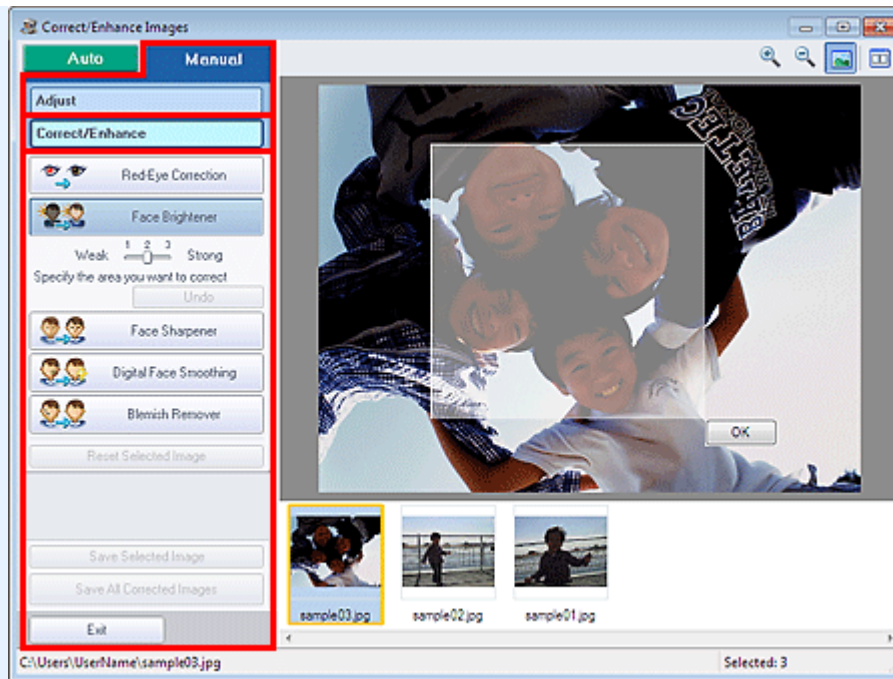 Correct/Enhance Images
Auto Manual
Adjust
Correct/Enhance
Red-Eye Correction
Face Brightener
1 2 3
Weak Strong
Specify the area you want to correct
Undo
Face Sharpener
Digital Face Smoothing
Blemish Remover
Reset Selected Image
OK
Save Selected Image
Save All Corrected Images
sample03.jpg sample02.jpg sample01.jpg
Exit
C:\Users\UserName\sample03.jpg Selected: 3